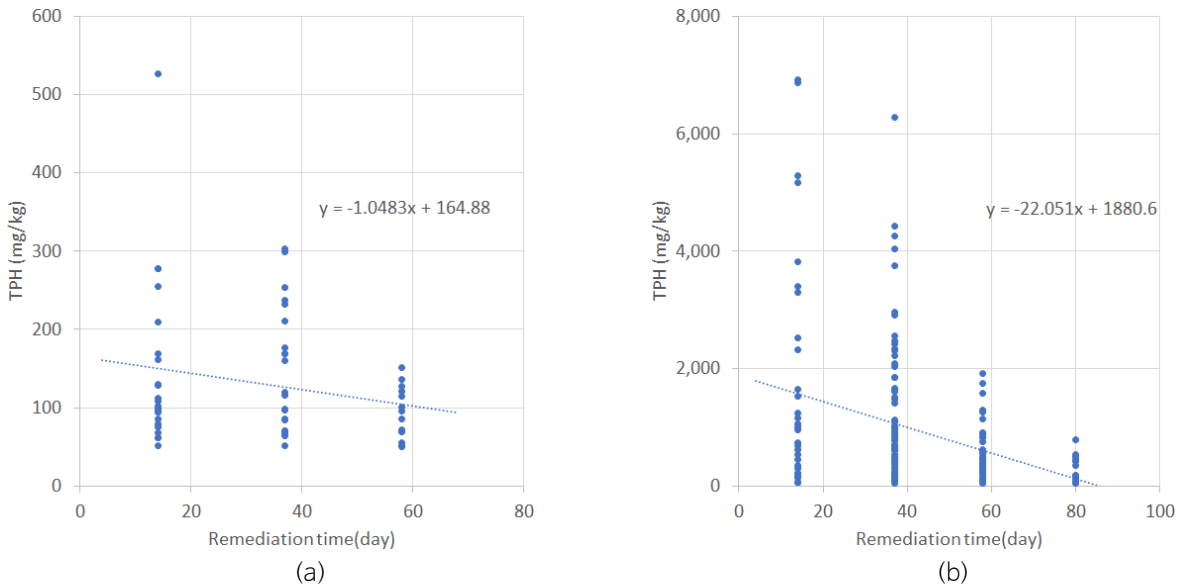 600
500
400
300
200
100
0
TPH (mg/kg)
y = -1.0483x + 164.88
0 20 40 60 80
Remediation time(day)
(a)
8,000
6,000
4,000
2,000
0
TPH (mg/kg)
y = -22.051x + 1880.6
0 20 40 60 80 100
Remediation time(day)
(b)